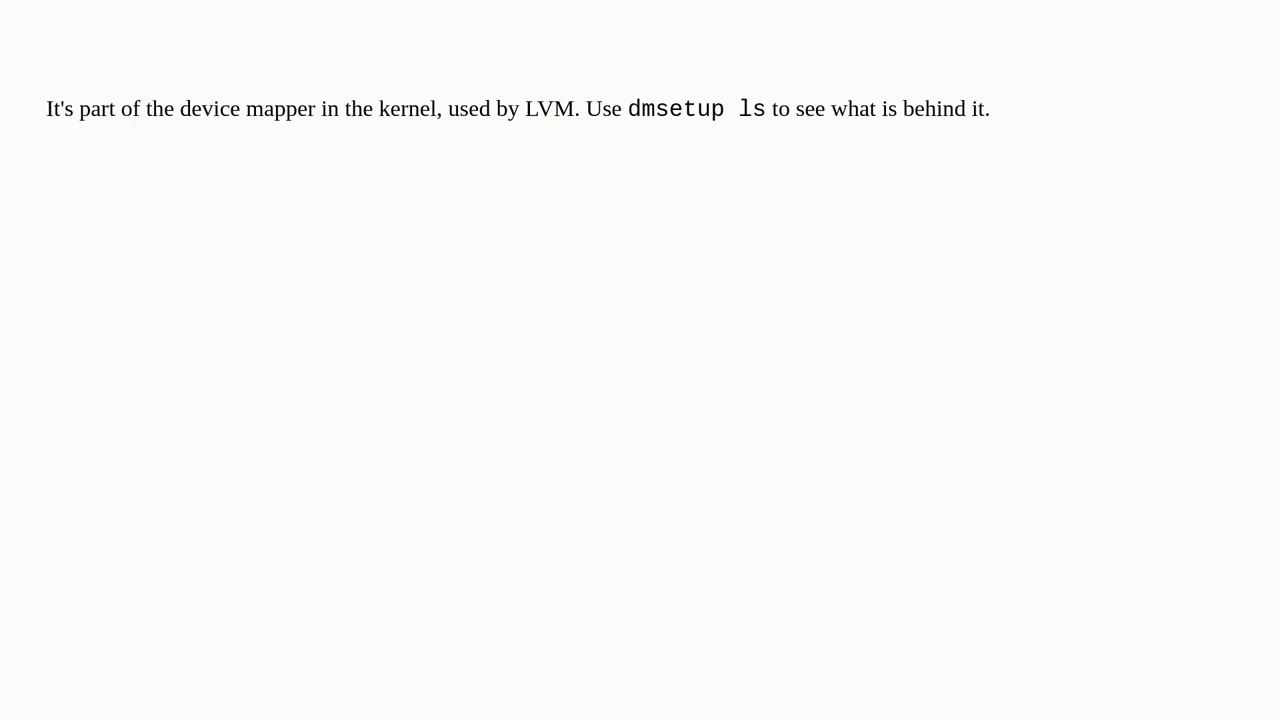 It's part of the device mapper in the kernel, used by LVM. Use dmsetup ls to see what is behind it.